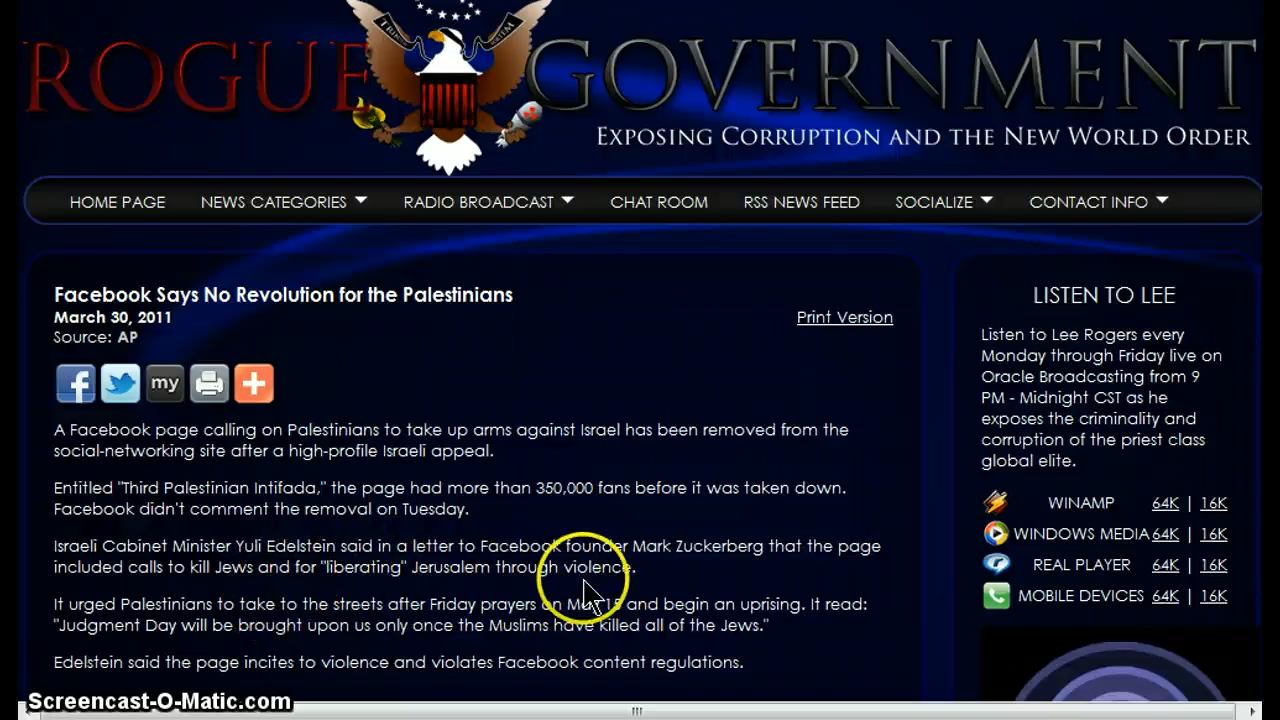 ROGUE GOVERNMENT
EXPOSING CORRUPTION AND THE NEW WORLD ORDER
HOME PAGE NEWS CATEGORIES RADIO BROADCAST CHAT ROOM RSS NEWS FEED SOCIALIZE CONTACT INFO
Facebook Says No Revolution for the Palestinians
March 30, 2011
Print Version
Source: AP
my
A Facebook page calling on Palestinians to take up arms against Israel has been removed from the
social-networking site after a high-profile Israeli appeal.
Entitled "Third Palestinian Intifada," the page had more than 350,000 fans before it was taken down.
Facebook didn't comment the removal on Tuesday.
Israeli Cabinet Minister Yuli Edelstein said in a letter to Facebook founder Mark Zuckerberg that the page
included calls to kill Jews and for "liberating" Jerusalem through violence.
It urged Palestinians to take to the streets after Friday prayers on May 15 and begin an uprising. It read:
"Judgment Day will be brought upon us only once the Muslims have killed all of the Jews."
Edelstein said the page incites to violence and violates Facebook content regulations.
LISTEN TO LEE
Listen to Lee Rogers every
Monday through Friday live on
Oracle Broadcasting from 9
PM - Midnight CST as he
exposes the criminality and
corruption of the priest class
global elite.
WINAMP 64K | 16K
WINDOWS MEDIA 64K | 16K
REAL PLAYER 64K | 16K
MOBILE DEVICES 64K | 16K
Screencast-O-Matic.com